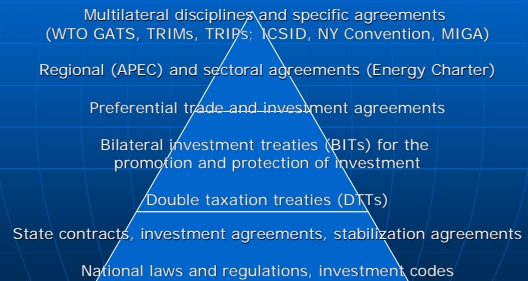 Multilateral disciplines and specific agreements
(WTO GATS, TRIMs, TRIPs; ICSID, NY Convention, MIGA)
Regional (APEC) and sectoral agreements (Energy Charter)
Preferential trade and investment agreements
Bilateral investment treaties (BITs) for the
promotion and protection of investment
Double taxation treaties (DTTs)
State contracts, investment agreements, stabilization agreements
National laws and regulations, investment codes